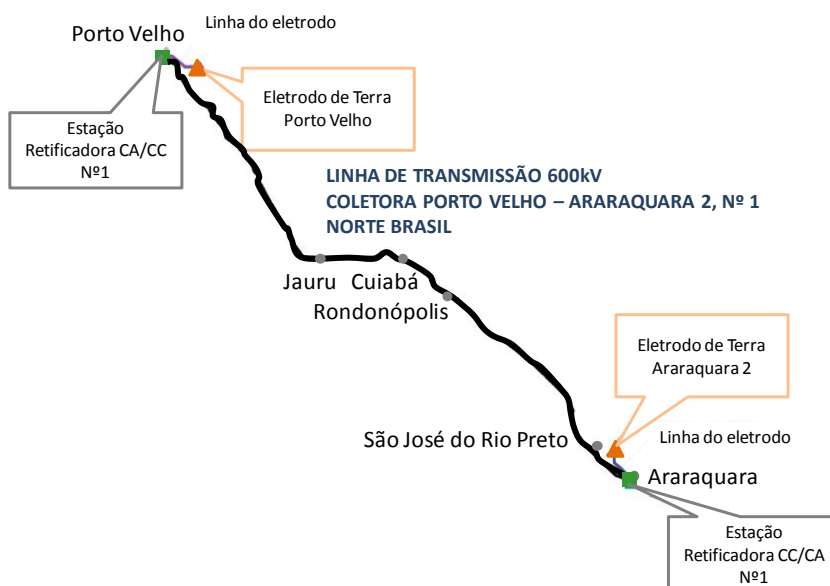 Linha do eletrodo
Porto Velho
Eletrodo de Terra
Porto Velho
Estação
Retificadora CA/CC
Nº1
LINHA DE TRANSMISSÃO 600kV
COLETORA PORTO VELHO – ARARAQUARA 2, Nº 1
NORTE BRASIL
Jauru
Cuiabá
Rondonópolis
Eletrodo de Terra
Araraquara 2
São José do Rio Preto
Linha do eletrodo
Araraquara
Estação
Retificadora CC/CA
Nº1